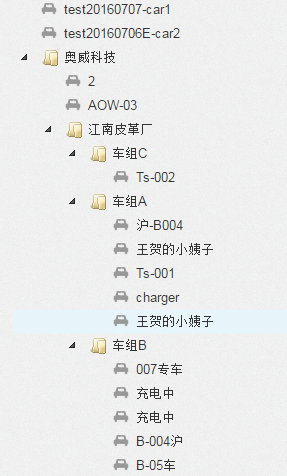 test20160707-car1
test20160706E-car2
奥威科技
2
AOW-03
江南皮革厂
车组C
Ts-002
车组A
沪-B004
王贺的小姨子
Ts-001
charger
王贺的小姨子
车组B
007专车
充电中
充电中
B-004沪
B-05车